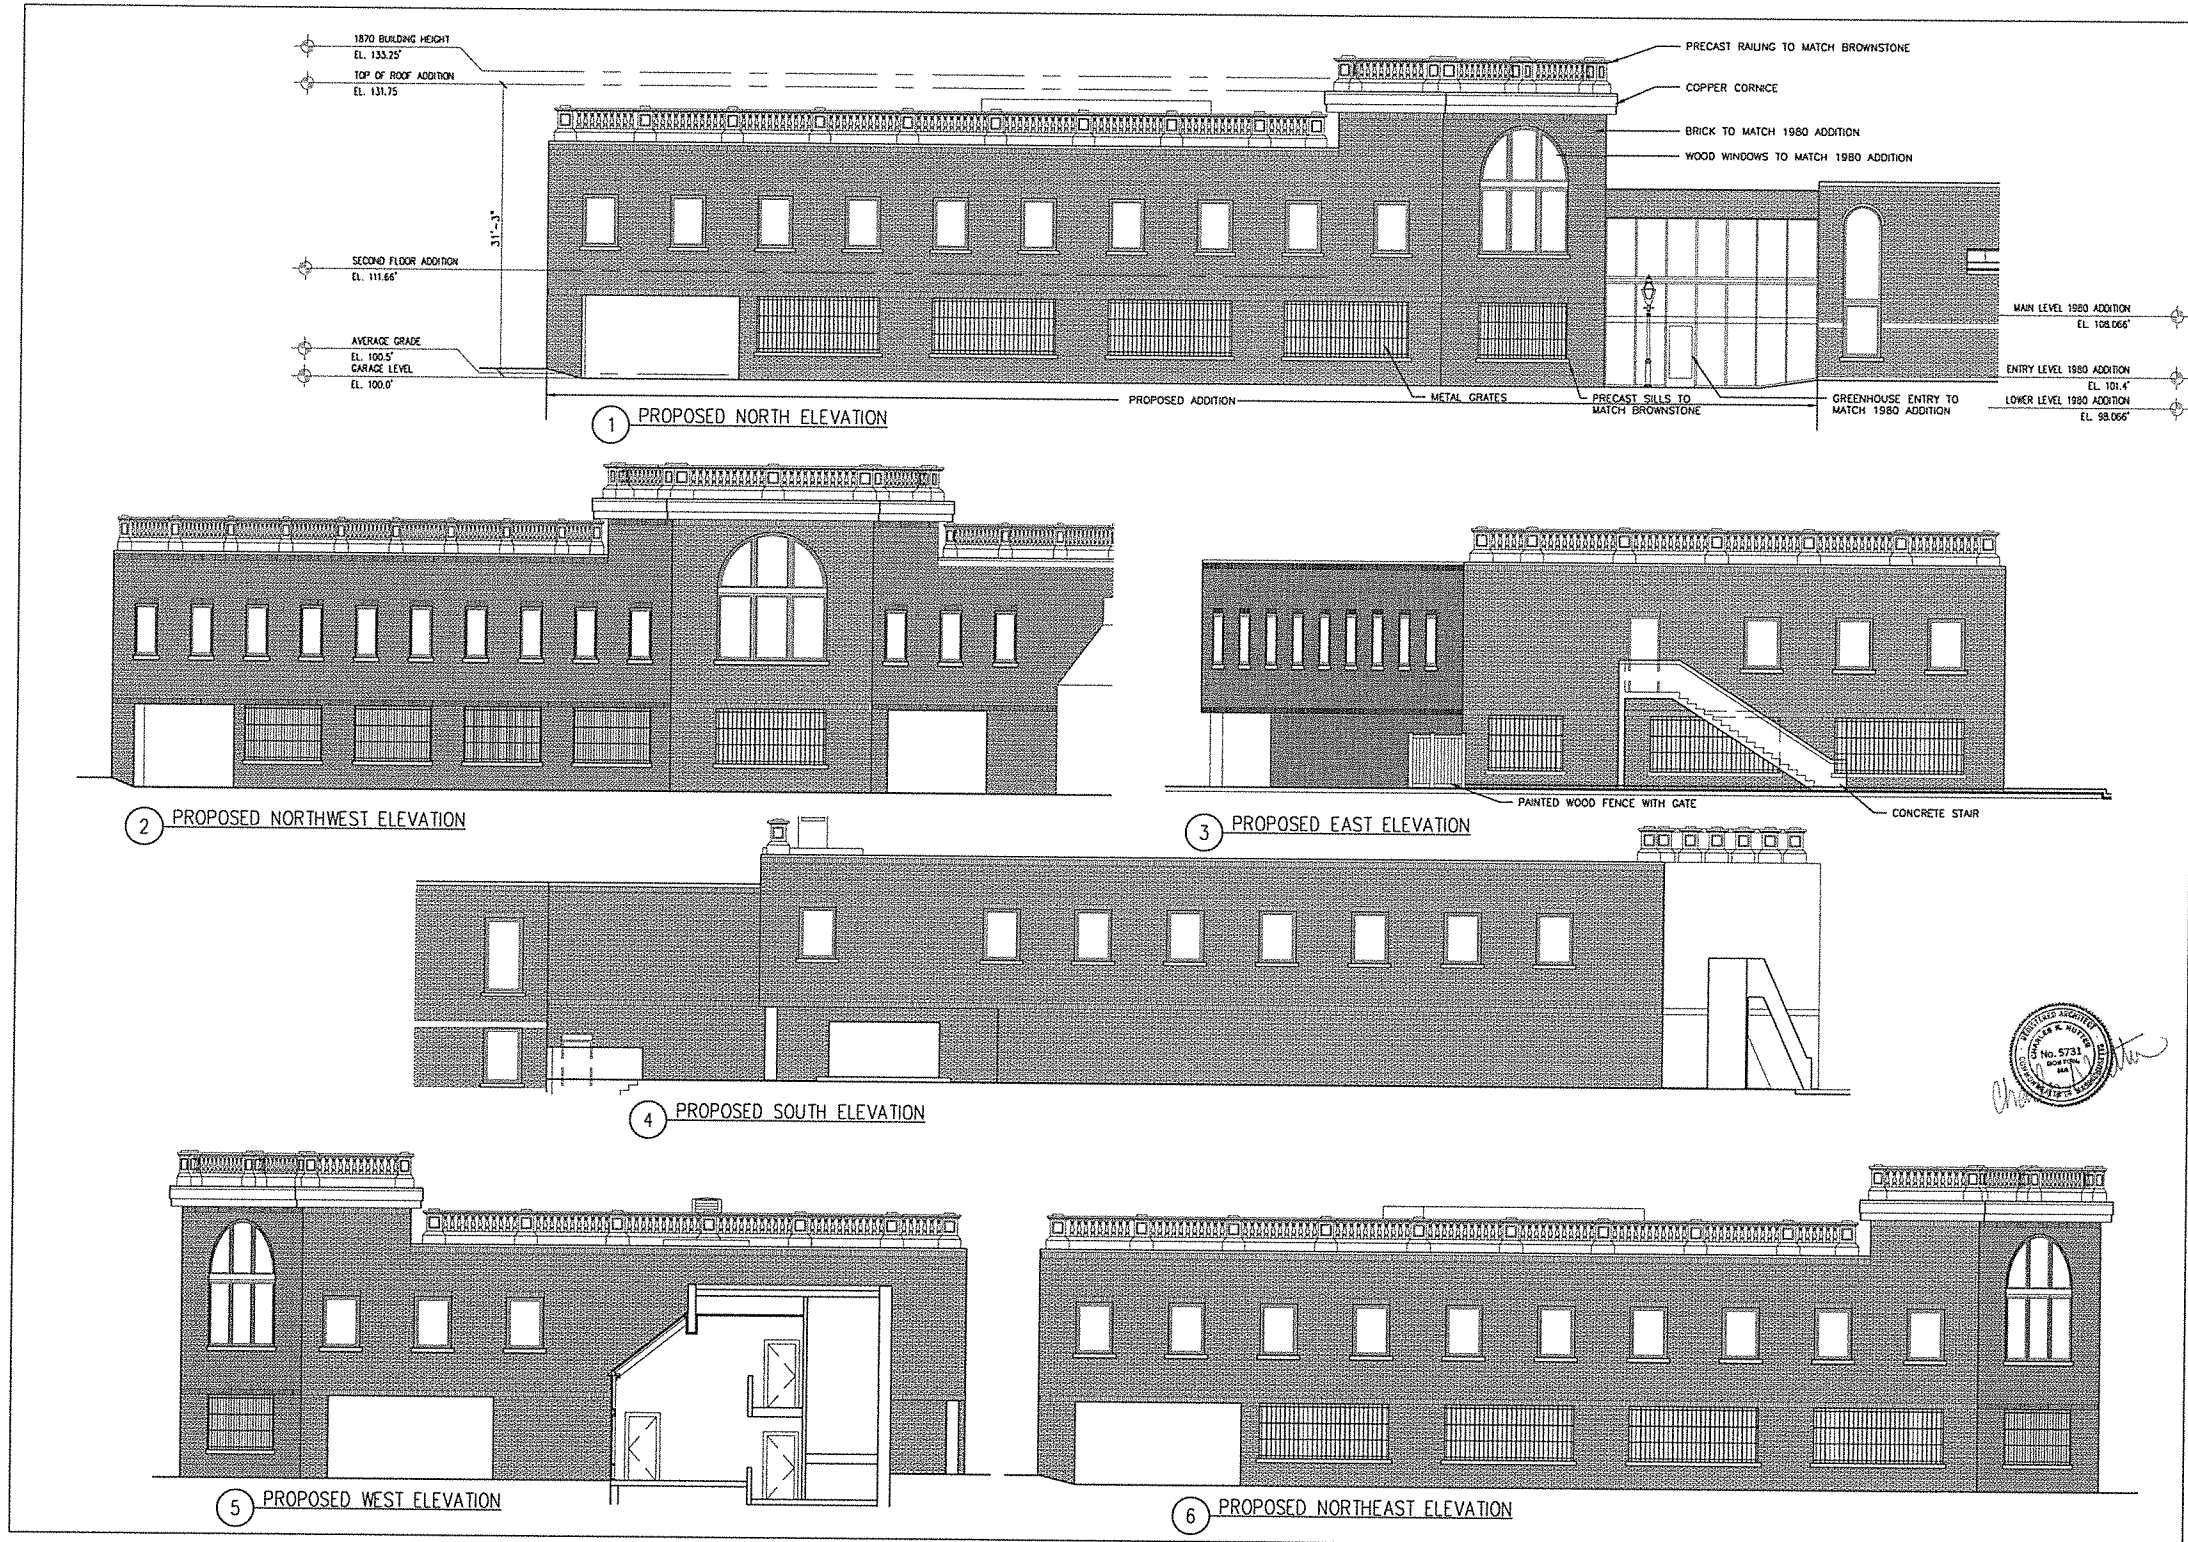 1870 BUILDING HEIGHT
EL. 133.25'
TOP OF ROOF ADDITION
EL. 131.75
31'-3"
SECOND FLOOR ADDITION
EL. 111.66'
AVERAGE GRADE
EL. 100.5'
GARAGE LEVEL
EL. 100.0'
PRECAST RAILING TO MATCH BROWNSTONE
COPPER CORNICE
BRICK TO MATCH 1980 ADDITION
WOOD WINDOWS TO MATCH 1980 ADDITION
MAIN LEVEL 1980 ADDITION
EL. 108.066'
ENTRY LEVEL 1980 ADDITION
EL. 101.4'
LOWER LEVEL 1980 ADDITION
EL. 98.066'
PROPOSED ADDITION
METAL GRATES
PRECAST SILLS TO
MATCH BROWNSTONE
GREENHOUSE ENTRY TO
MATCH 1980 ADDITION
1 PROPOSED NORTH ELEVATION
2 PROPOSED NORTHWEST ELEVATION
PAINTED WOOD FENCE WITH GATE
CONCRETE STAIR
3 PROPOSED EAST ELEVATION
4 PROPOSED SOUTH ELEVATION
REGISTERED ARCHITECT
CHARLES R. HUTTER
No. 5731
BOSTON,
MA
5 PROPOSED WEST ELEVATION
6 PROPOSED NORTHEAST ELEVATION